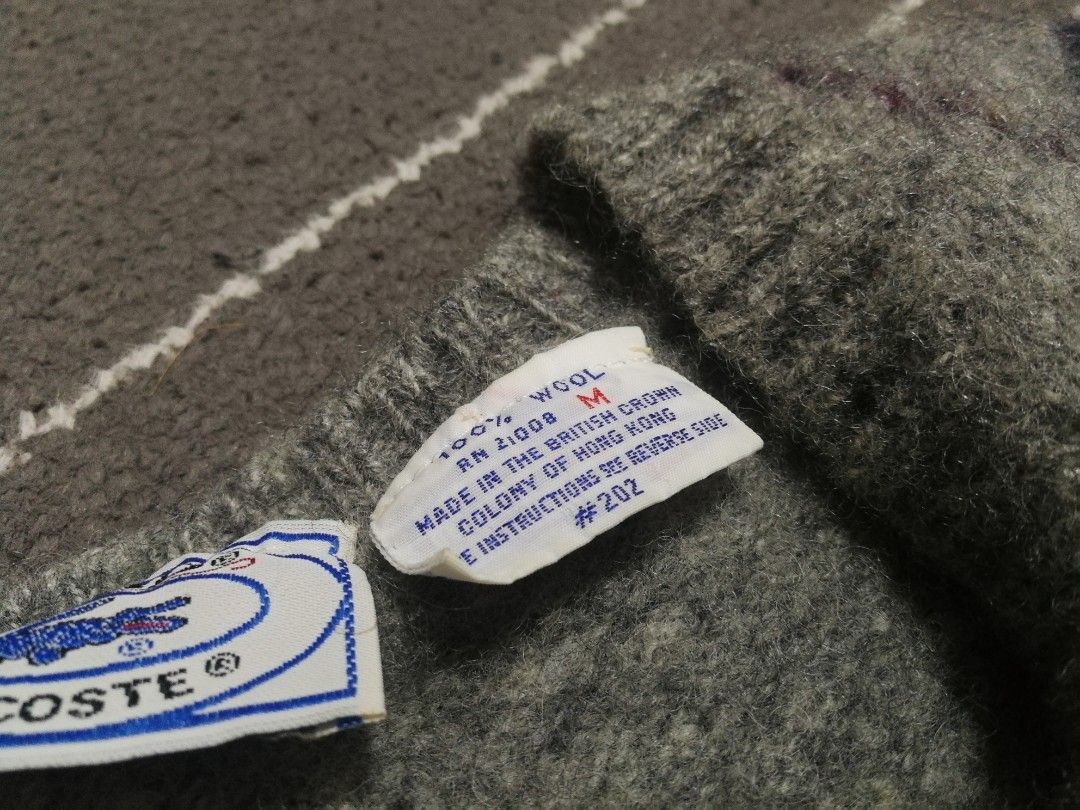 100% WOOL
RN 21008 M
MADE IN THE BRITISH CROWN
COLONY OF HONG KONG
E INSTRUCTIONS SEE REVERSE SIDE
#202
®
®
COSTE ®